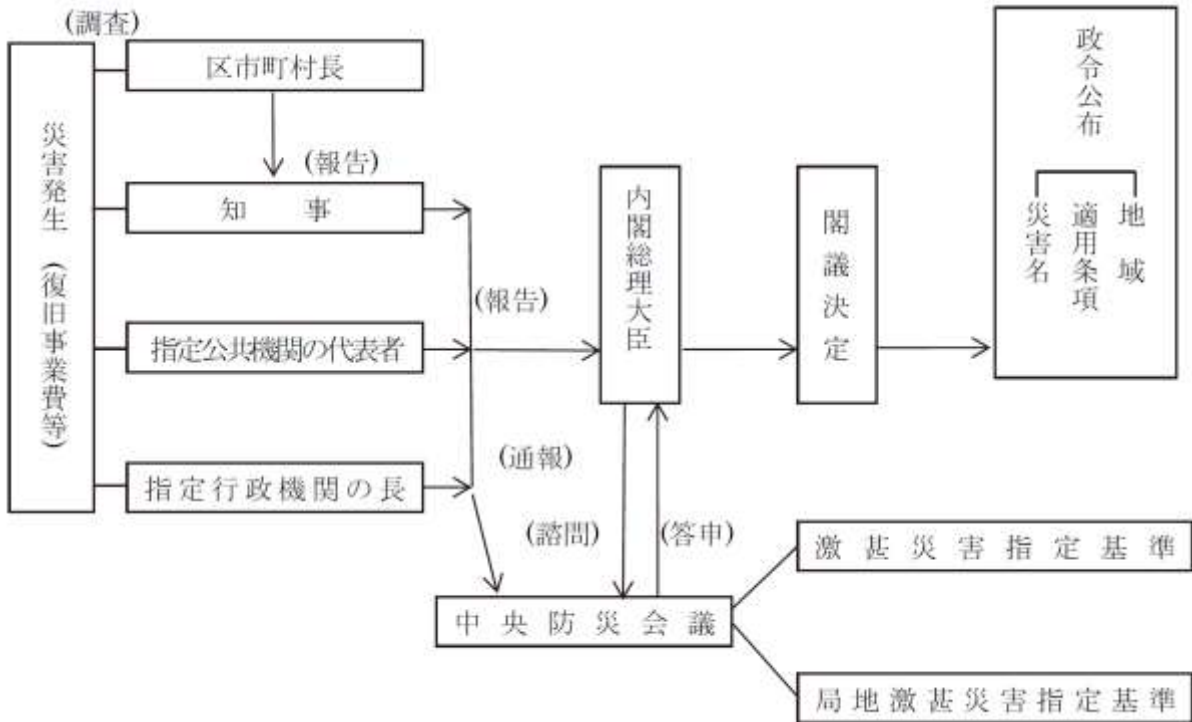 (調査)
災害発生 (復旧事業費等)
区市町村長
(報告)
知 事
指定公共機関の代表者
指定行政機関の長
(報告)
(通報)
内閣総理大臣
(諮問)
(答申)
中央防災会議
閣議決定
政令公布
地 域
適用条項
災害名
激甚災害指定基準
局地激甚災害指定基準